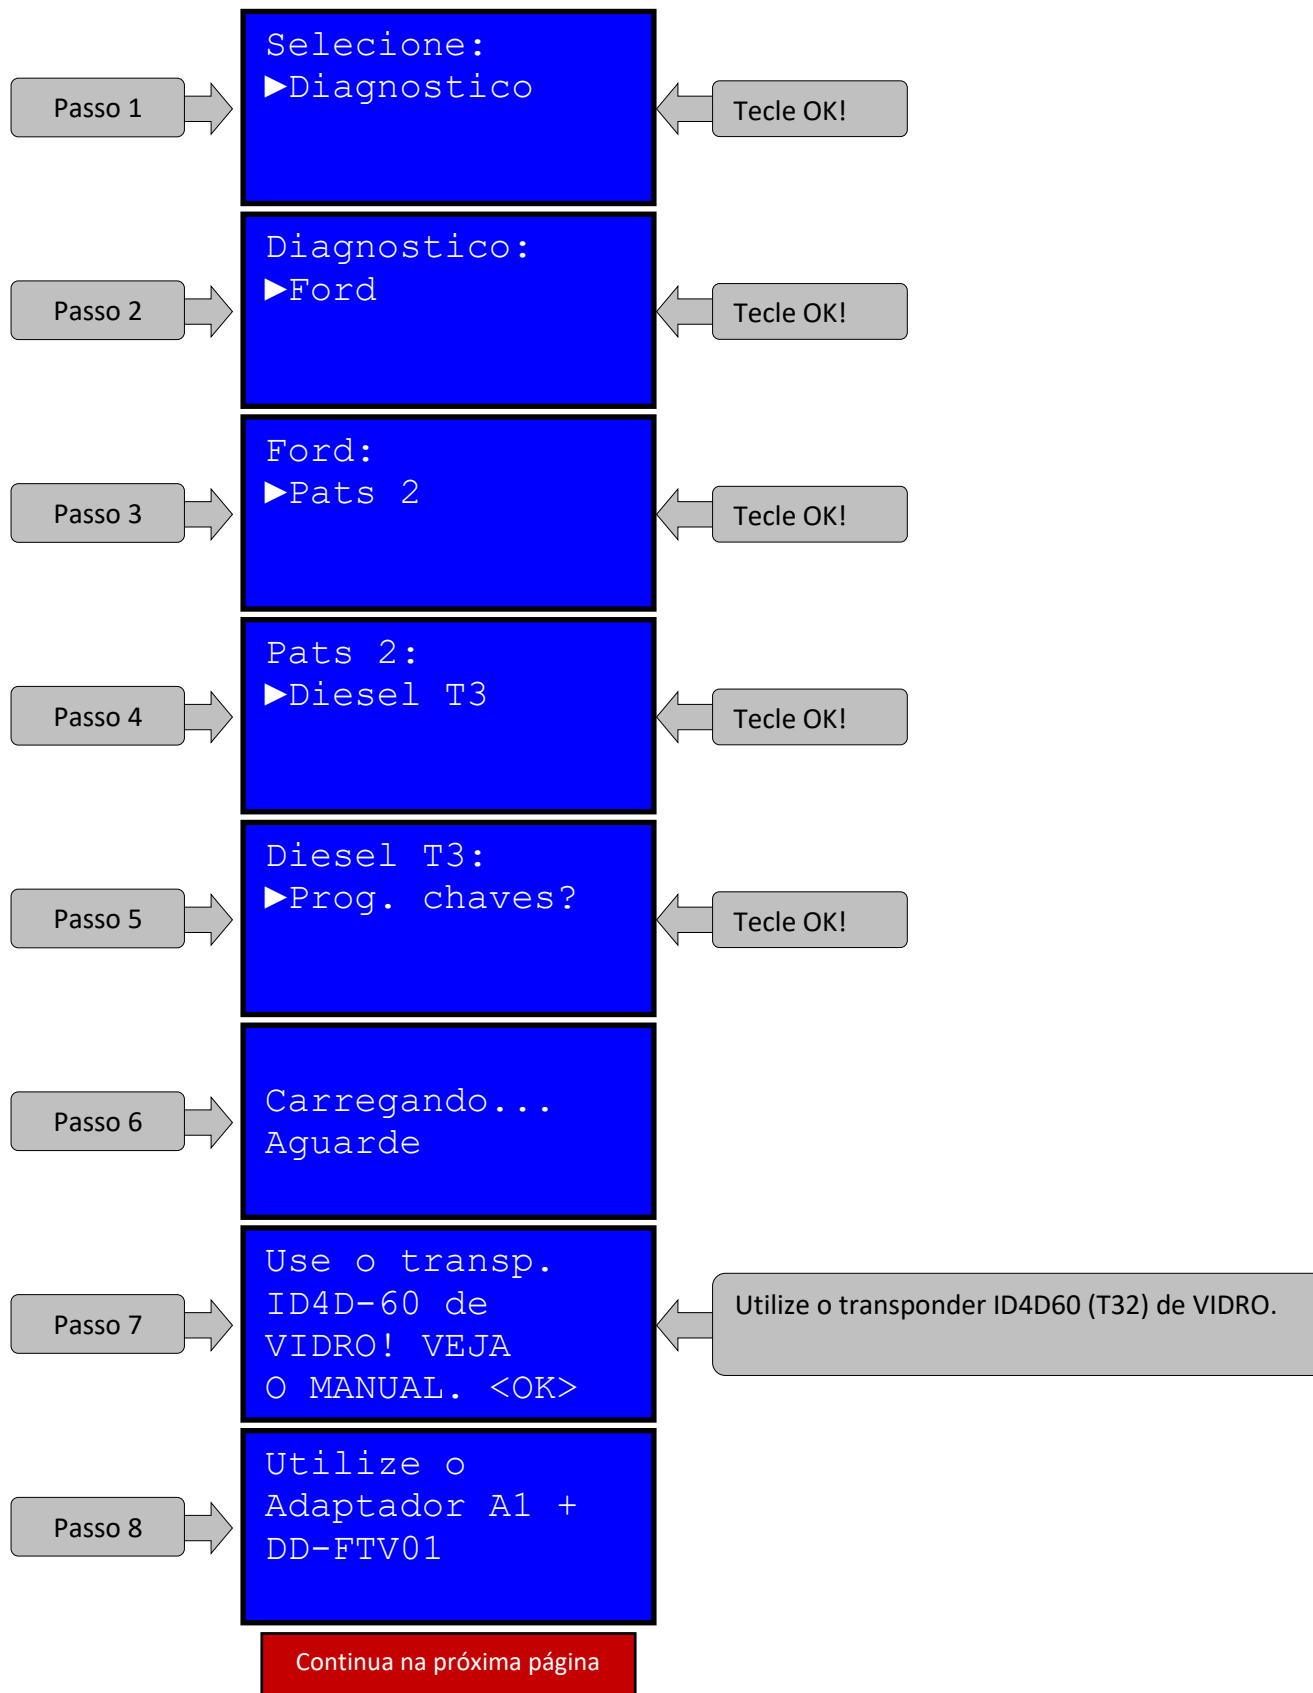 Selecione:
►Diagnostico
Passo 1
Tecle OK!
Diagnostico:
►Ford
Passo 2
Tecle OK!
Ford:
►Pats 2
Passo 3
Tecle OK!
Pats 2:
►Diesel T3
Passo 4
Tecle OK!
Diesel T3:
►Prog. chaves?
Passo 5
Tecle OK!
Carregando...
Aguarde
Passo 6
Use o transp.
ID4D-60 de
VIDRO! VEJA
O MANUAL. <OK>
Passo 7
Utilize o transponder ID4D60 (T32) de VIDRO.
Utilize o
Adaptador A1 +
DD-FTV01
Passo 8
Continua na próxima página